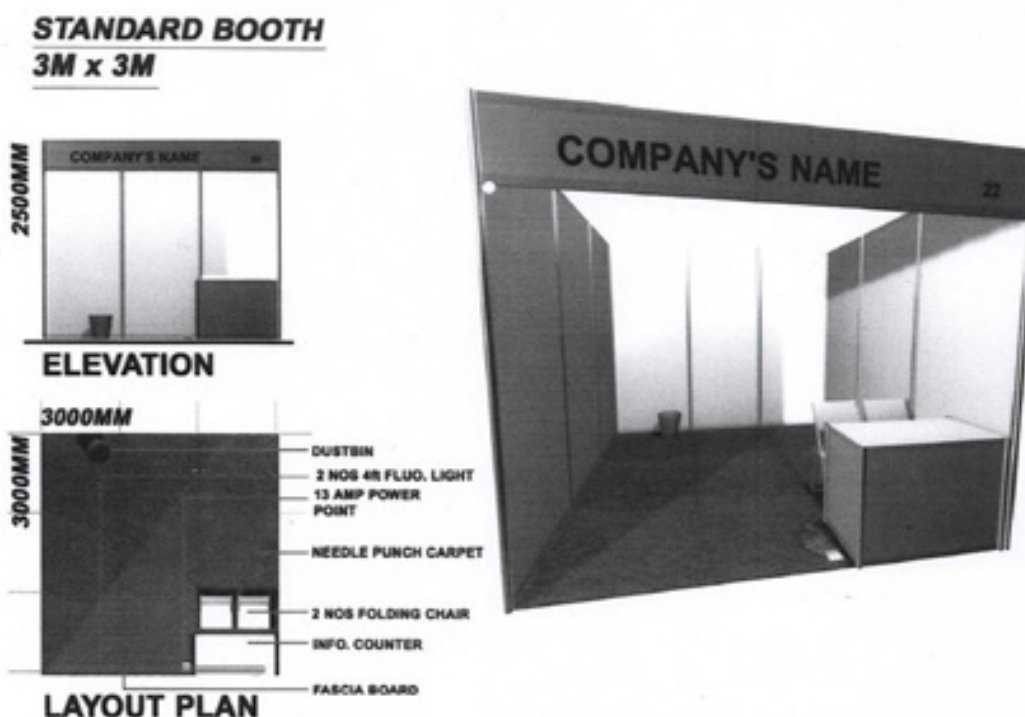 STANDARD BOOTH
3M x 3M
COMPANY'S NAME
2500MM
ELEVATION
COMPANY'S NAME 22
3000MM
3000MM
DUSTBIN
2 NOS 4ft FLUO. LIGHT
13 AMP POWER
POINT
NEEDLE PUNCH CARPET
2 NOS FOLDING CHAIR
INFO. COUNTER
FASCIA BOARD
LAYOUT PLAN